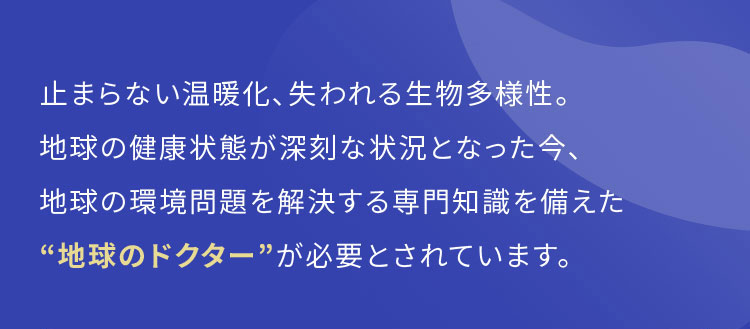 止まらない温暖化、失われる生物多様性。
地球の健康状態が深刻な状況となった今、
地球の環境問題を解決する専門知識を備えた
“地球のドクター”が必要とされています。